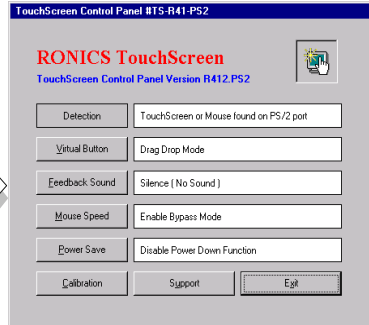 TouchScreen Control Panel #TS-R41-PS2
RONICS TouchScreen
TouchScreen Control Panel Version R412.PS2
Detection TouchScreen or Mouse found on PS/2 port
Virtual Button Drag Drop Mode
Feedback Sound Silence ( No Sound )
Mouse Speed Enable Bypass Mode
Power Save Disable Power Down Function
Calibration Support Exit